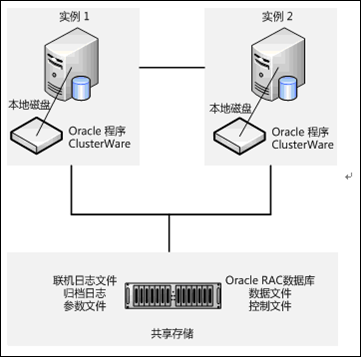 实例 1
实例 2
本地磁盘
本地磁盘
Oracle 程序
ClusterWare
Oracle 程序
ClusterWare
联机日志文件
归档日志
参数文件
Oracle RAC数据库
数据文件
控制文件
共享存储